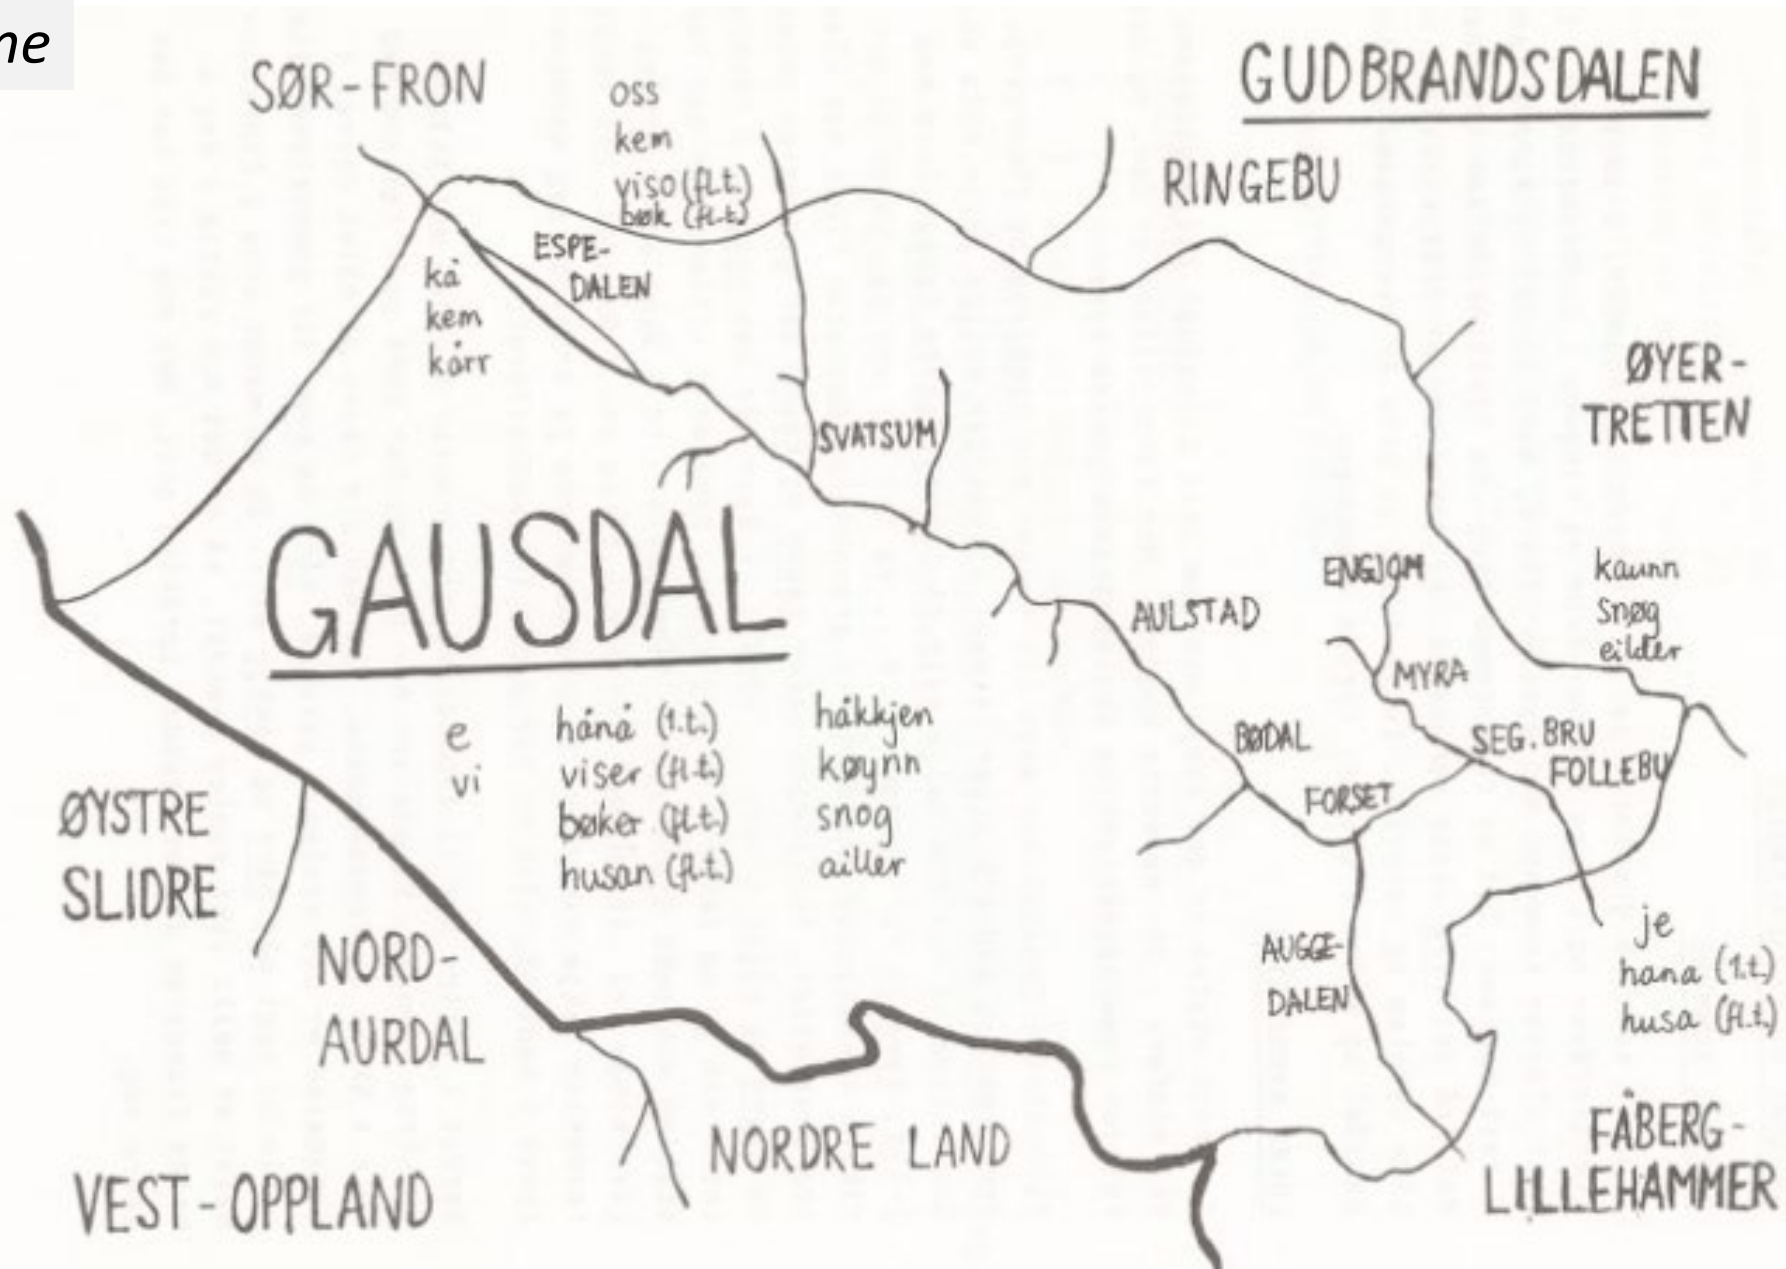 ne
SØR-FRON
oss
kem
viso (fl.t.)
bøk (fl.t)
GUDBRANDSDALEN
RINGEBU
ESPE-
DALEN
kå
kem
kårr
ØYER-
TRETTEN
SVATSUM
GAUSDAL
ENGJOM
kaunn
snøg
eilder
AULSTAD
MYRA
e
vi
hånå (1.t.)
viser (fl.t.)
bøker (fl.t.)
husan (fl.t.)
håkkjen
køynn
snog
ailler
BØDAL
SEG. BRU
FOLLEBU
FORSET
ØYSTRE
SLIDRE
NORD-
AURDAL
AUGGE-
DALEN
je
hana (1.t.)
husa (fl.t.)
NORDRE LAND
VEST-OPPLAND
FÅBERG-
LILLEHAMMER